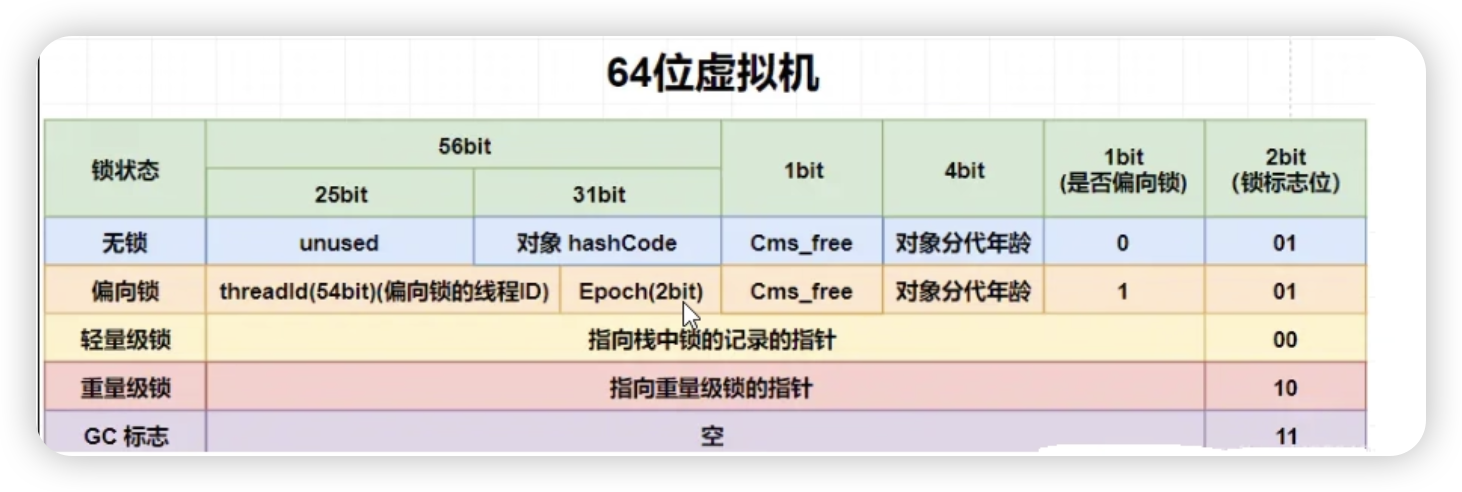 64位虚拟机
锁状态 56bit 1bit 4bit 1bit (是否偏向锁) 2bit (锁标志位)
25bit 31bit
无锁 unused 对象 hashCode Cms_free 对象分代年龄 0 01
偏向锁 threadId(54bit)(偏向锁的线程ID) Epoch(2bit) Cms_free 对象分代年龄 1 01
轻量级锁 指向栈中锁的记录的指针 00
重量级锁 指向重量级锁的指针 10
GC 标志 空 11